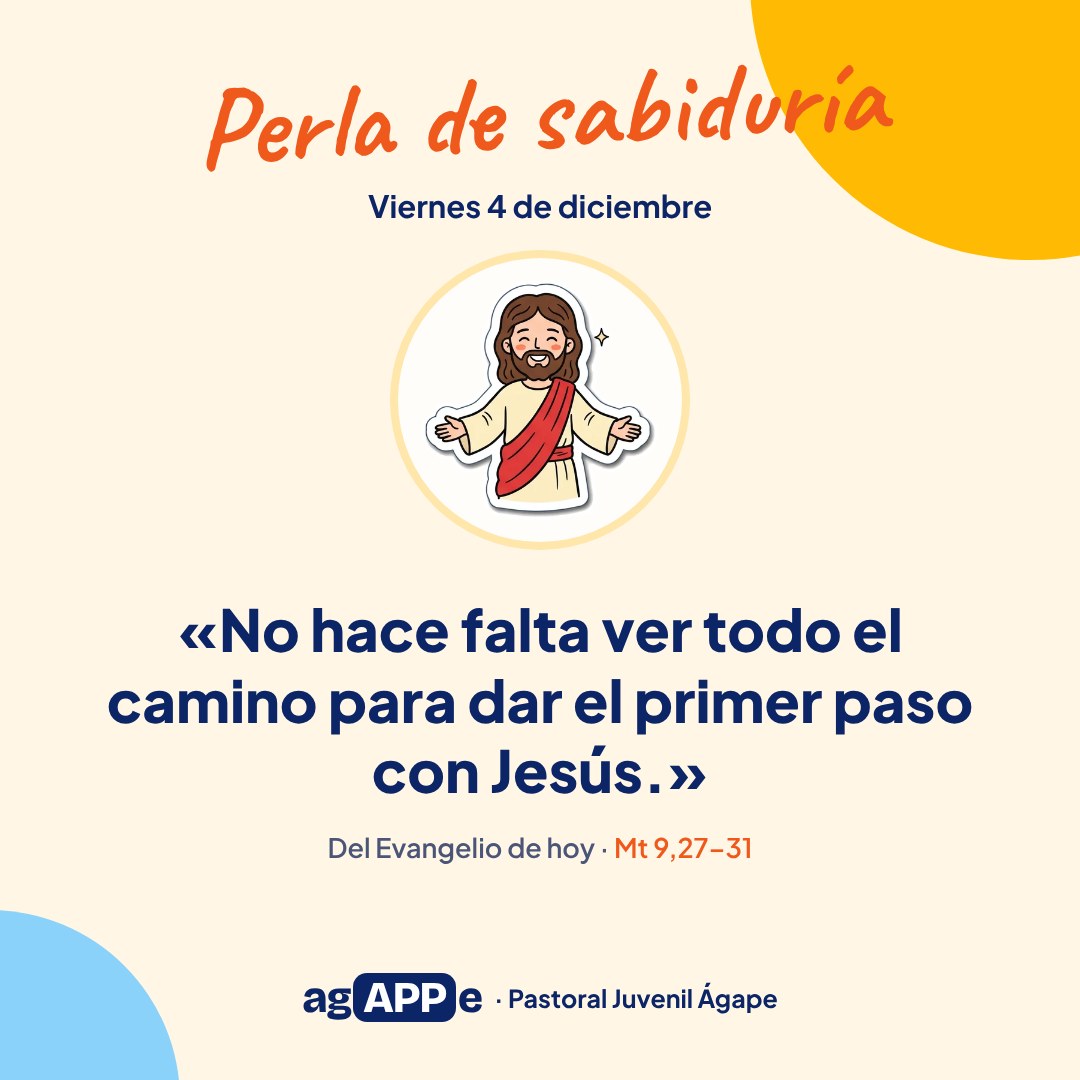 Perla de sabiduría
Viernes 4 de diciembre
«No hace falta ver todo el
camino para dar el primer paso
con Jesús.»
Del Evangelio de hoy · Mt 9,27–31
agAPPe · Pastoral Juvenil Ágape